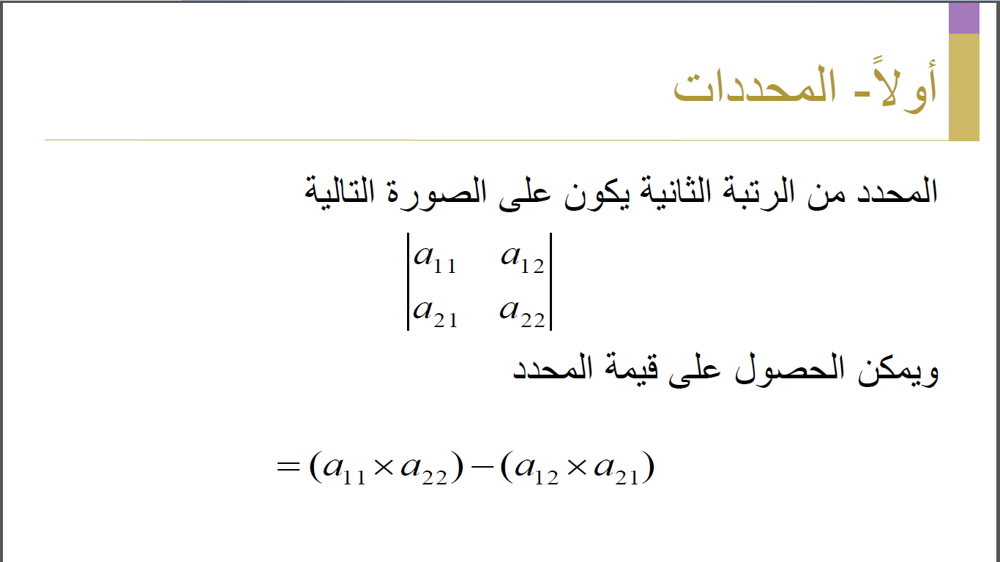 أولاً- المحددات
المحدد من الرتبة الثانية يكون على الصورة التالية
| a₁₁ a₁₂ |
| a₂₁ a₂₂ |
ويمكن الحصول على قيمة المحدد
= (a₁₁ × a₂₂) − (a₁₂ × a₂₁)